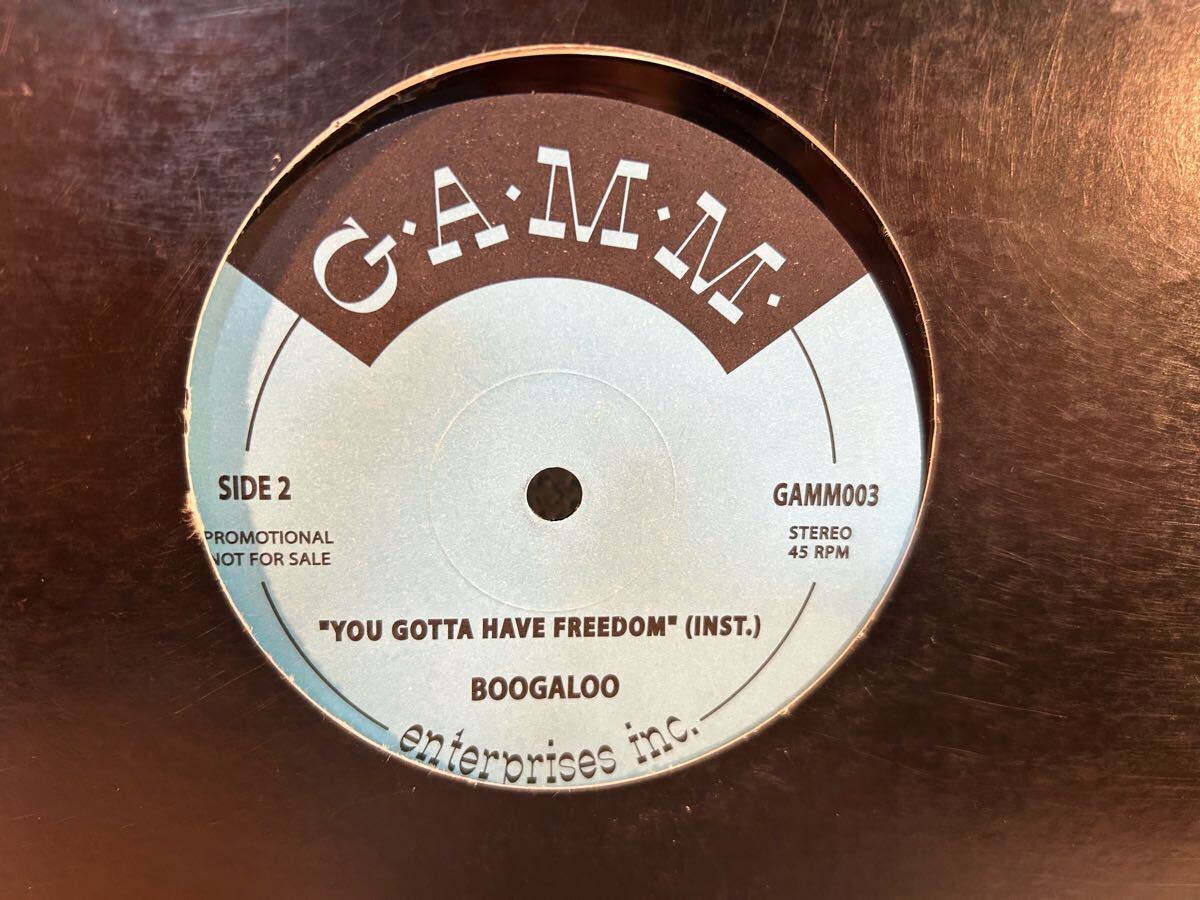 G·A·M·M·
SIDE 2
PROMOTIONAL
NOT FOR SALE
GAMM003
STEREO
45 RPM
"YOU GOTTA HAVE FREEDOM" (INST.)
BOOGALOO
enterprises inc.